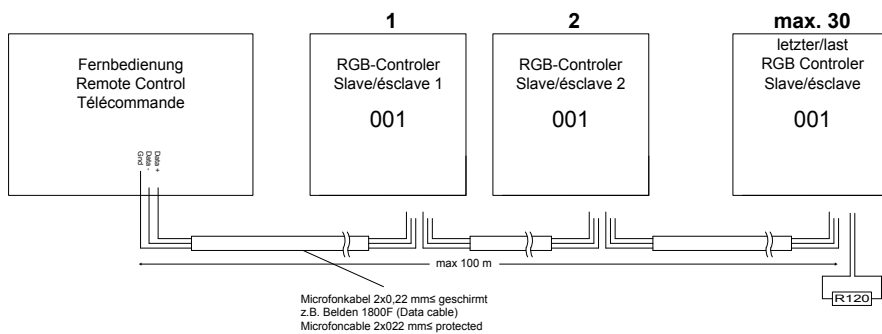 1
2
max. 30
Fernbedienung
Remote Control
Télécommande
RGB-Controler
Slave/ésclave 1
001
RGB-Controler
Slave/ésclave 2
001
letzter/last
RGB Controler
Slave/ésclave
001
Data +
Data -
Gnd
max 100 m
Microfonkabel 2x0,22 mm≤ geschirmt
z.B. Belden 1800F (Data cable)
Microfoncable 2x022 mm≤ protected
R120